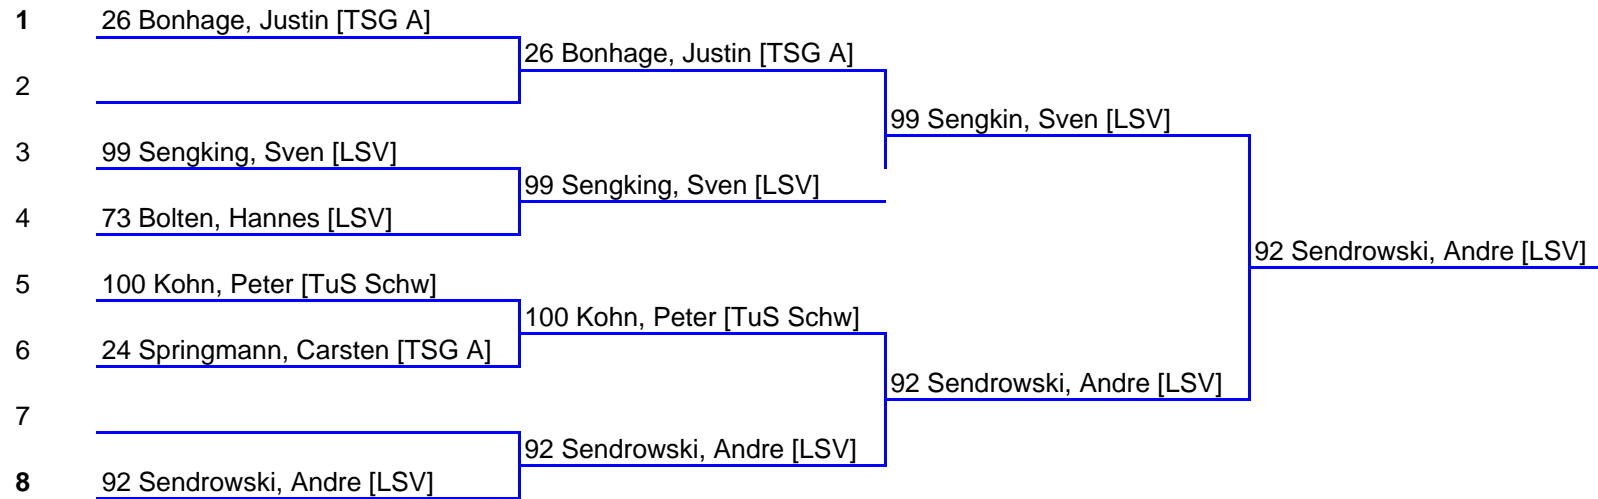 1 26 Bonhage, Justin [TSG A]
26 Bonhage, Justin [TSG A]
2
99 Sengkin, Sven [LSV]
3 99 Sengking, Sven [LSV]
99 Sengking, Sven [LSV]
4 73 Bolten, Hannes [LSV]
92 Sendrowski, Andre [LSV]
5 100 Kohn, Peter [TuS Schw]
100 Kohn, Peter [TuS Schw]
6 24 Springmann, Carsten [TSG A]
92 Sendrowski, Andre [LSV]
7
92 Sendrowski, Andre [LSV]
8 92 Sendrowski, Andre [LSV]